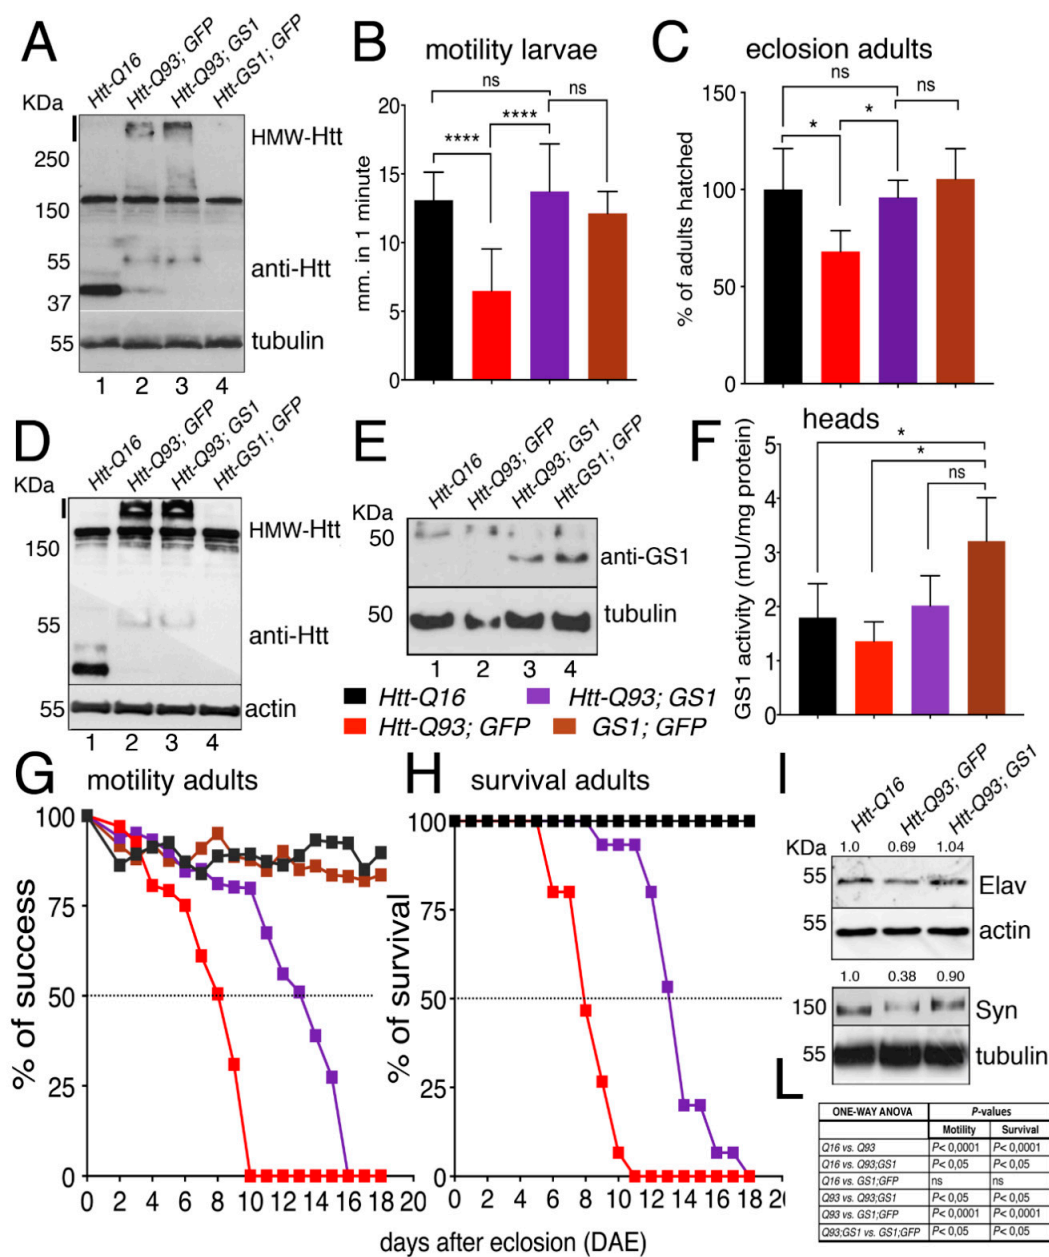 A
Htt-Q16
Htt-Q93; GFP
Htt-Q93; GS1
Htt-GS1; GFP
KDa
HMW-Htt
250
150
55
anti-Htt
37
55
tubulin
1 2 3 4
B
motility larvae
ns
ns
****
****
mm. in 1 minute
20
15
10
5
0
C
eclosion adults
ns
ns
*
*
% of adults hatched
150
100
50
0
D
Htt-Q16
Htt-Q93; GFP
Htt-Q93; GS1
Htt-GS1; GFP
KDa
HMW-Htt
150
55
anti-Htt
55
actin
1 2 3 4
E
Htt-Q16
Htt-Q93; GFP
Htt-Q93; GS1
Htt-GS1; GFP
KDa
50
anti-GS1
50
tubulin
1 2 3 4
F
heads
*
*
ns
GS1 activity (mU/mg protein)
5
4
3
2
1
0
Htt-Q16 Htt-Q93; GS1
Htt-Q93; GFP GS1; GFP
G
motility adults
% of success
100
75
50
25
0
0 2 4 6 8 10 12 14 16 18 20
H
survival adults
% of survival
100
75
50
25
0
0 2 4 6 8 10 12 14 16 18 20
days after eclosion (DAE)
I
Htt-Q16
Htt-Q93; GFP
Htt-Q93; GS1
KDa
1.0 0.69 1.04
55
Elav
55
actin
1.0 0.38 0.90
150
Syn
55
tubulin
L
ONE-WAY ANOVA P-values
Motility Survival
Q16 vs. Q93 P< 0,0001 P< 0,0001
Q16 vs. Q93;GS1 P< 0,05 P< 0,05
Q16 vs. GS1;GFP ns ns
Q93 vs. Q93;GS1 P< 0,05 P< 0,05
Q93 vs. GS1;GFP P< 0,0001 P< 0,0001
Q93;GS1 vs. GS1;GFP P< 0,05 P< 0,05